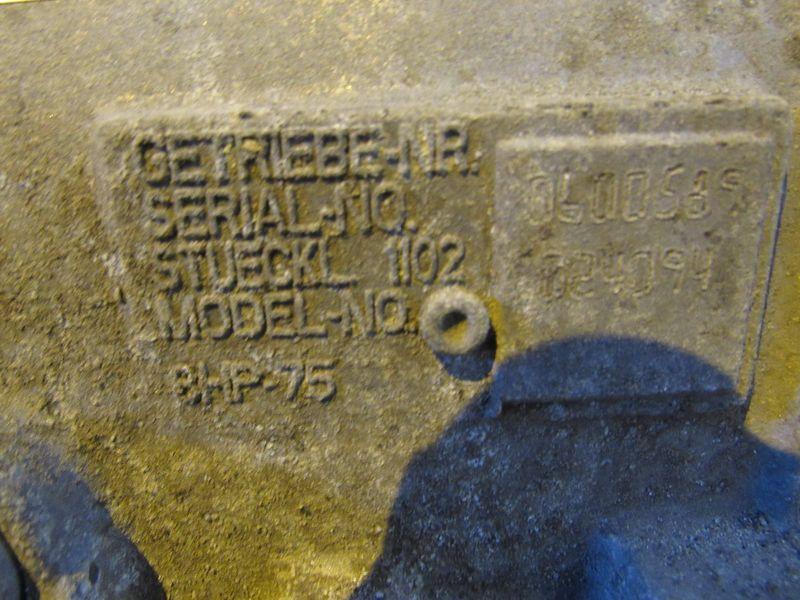 GETRIEBE-NR.
SERIAL-NO.
STUECKL 1102
MODEL-NO.
8HP-75
0600589
024094